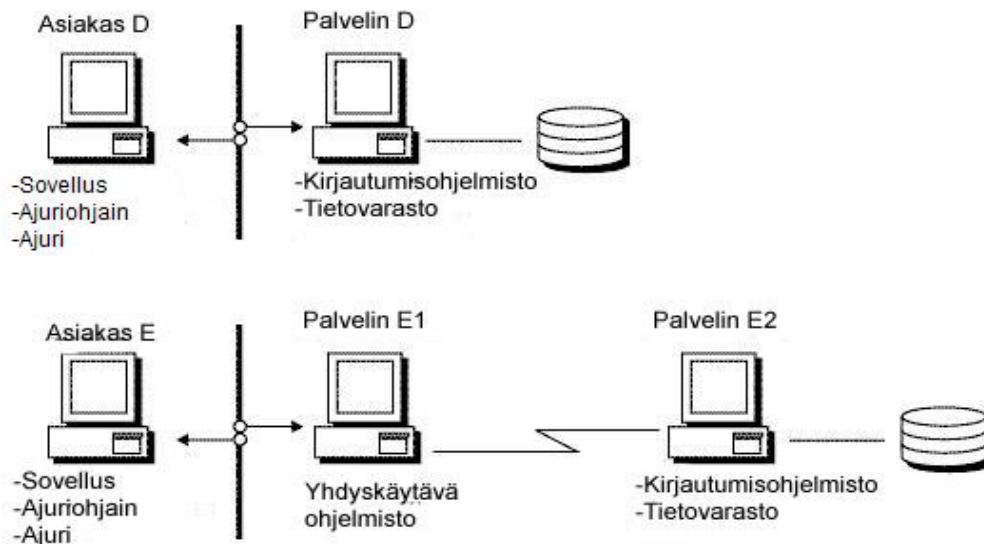 Asiakas D
Palvelin D
-Sovellus
-Ajuriohjain
-Ajuri
-Kirjautumisohjelmisto
-Tietovarasto
Asiakas E
Palvelin E1
Palvelin E2
-Sovellus
-Ajuriohjain
-Ajuri
Yhdyskäytävä
ohjelmisto
-Kirjautumisohjelmisto
-Tietovarasto